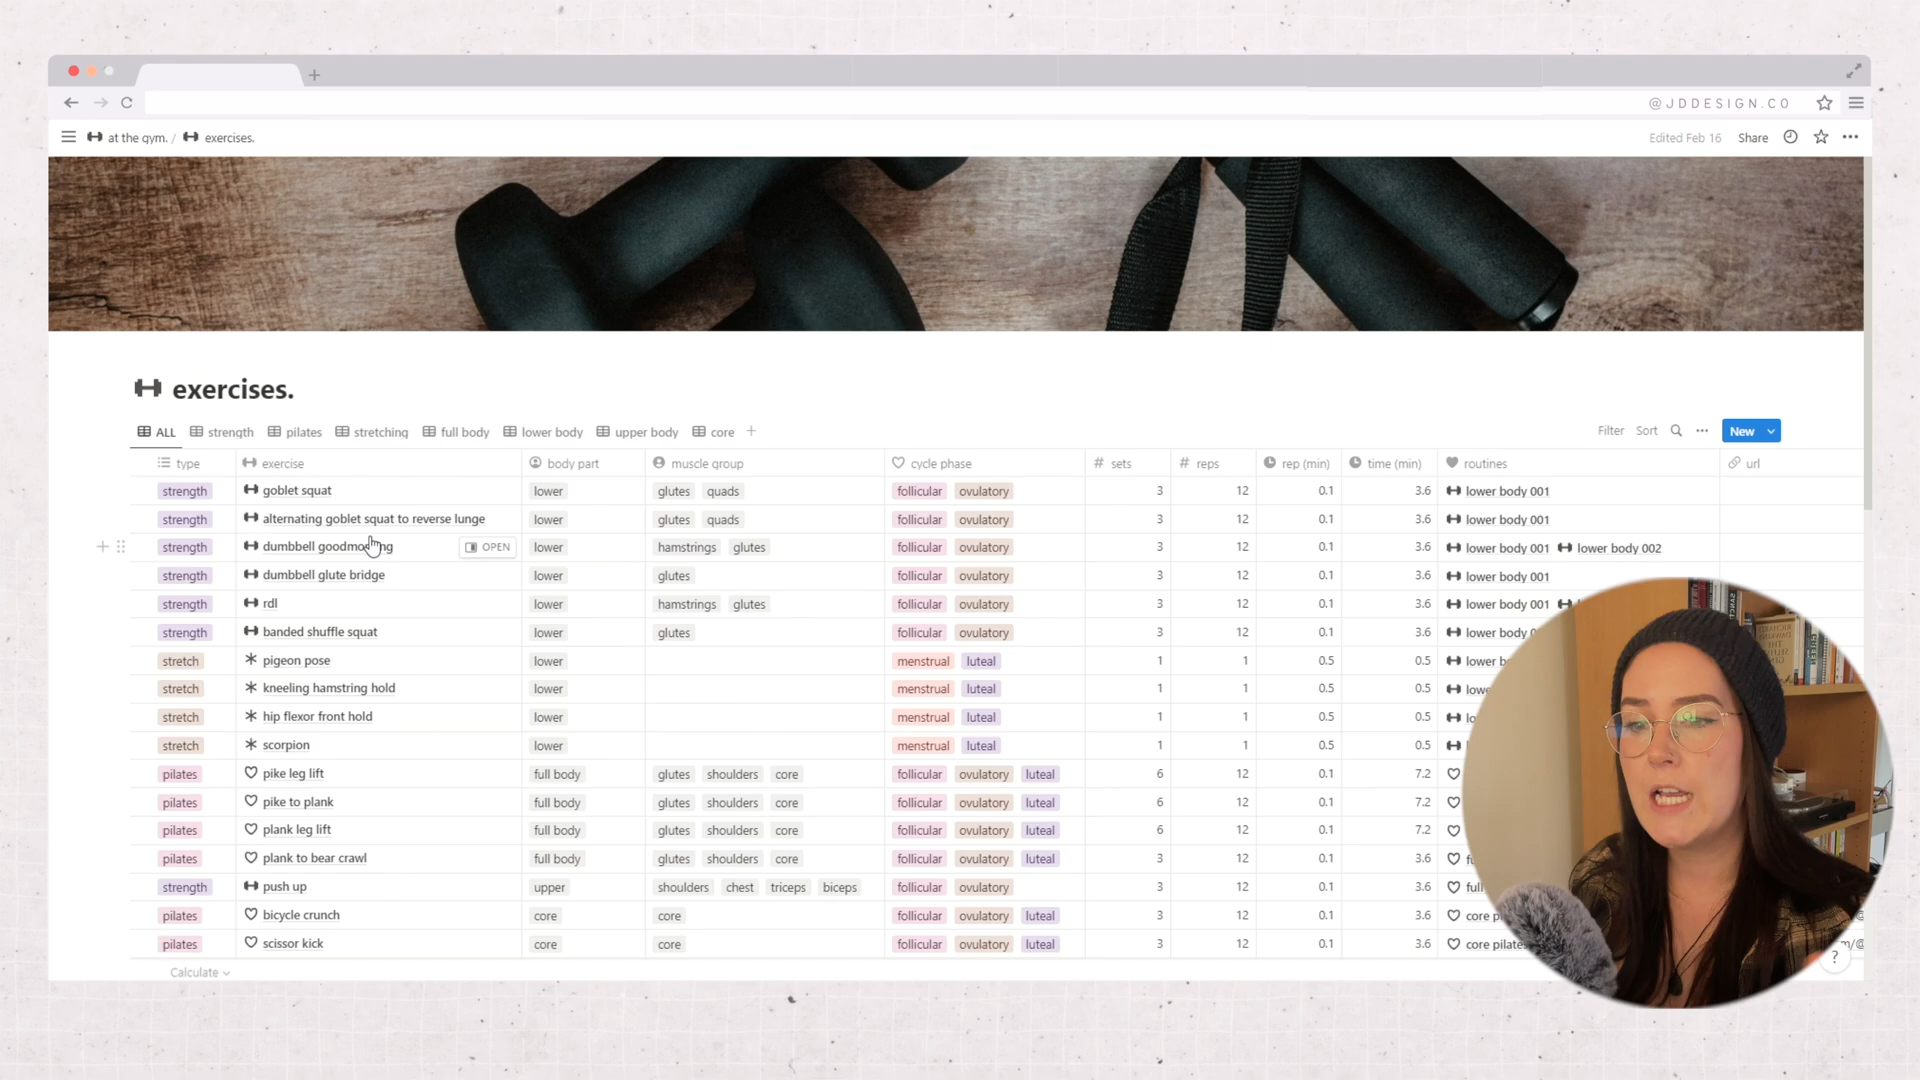 @JDDESIGN.CO
at the gym. / exercises. Edited Feb 16 Share
exercises.
ALL strength pilates stretching full body lower body upper body core Filter Sort New
type exercise body part muscle group cycle phase # sets # reps rep (min) time (min) routines url
strength goblet squat lower glutes quads follicular ovulatory 3 12 0.1 3.6 lower body 001
strength alternating goblet squat to reverse lunge lower glutes quads follicular ovulatory 3 12 0.1 3.6 lower body 001
strength dumbbell OPEN lower hamstrings glutes follicular ovulatory 3 12 0.1 3.6 lower body 001 lower body 002
strength dumbbell glute bridge lower glutes follicular ovulatory 3 12 0.1 3.6 lower body 001
strength rdl lower hamstrings glutes follicular ovulatory 3 12 0.1 3.6 lower body 001
strength banded shuffle squat lower glutes follicular ovulatory 3 12 0.1 3.6 lower body
stretch pigeon pose lower menstrual luteal 1 1 0.5 0.5 lower
stretch kneeling hamstring hold lower menstrual luteal 1 1 0.5 0.5
stretch hip flexor front hold lower menstrual luteal 1 1 0.5 0.5
stretch scorpion lower menstrual luteal 1 1 0.5 0.5
pilates pike leg lift full body glutes shoulders core follicular ovulatory luteal 6 12 0.1 7.2
pilates pike to plank full body glutes shoulders core follicular ovulatory luteal 6 12 0.1 7.2
pilates plank leg lift full body glutes shoulders core follicular ovulatory luteal 6 12 0.1 7.2
pilates plank to bear crawl full body glutes shoulders core follicular ovulatory luteal 3 12 0.1 3.6
strength push up upper shoulders chest triceps biceps follicular ovulatory 3 12 0.1 3.6 full
pilates bicycle crunch core core follicular ovulatory luteal 3 12 0.1 3.6 core
pilates scissor kick core core follicular ovulatory luteal 3 12 0.1 3.6 core pilates
Calculate ?